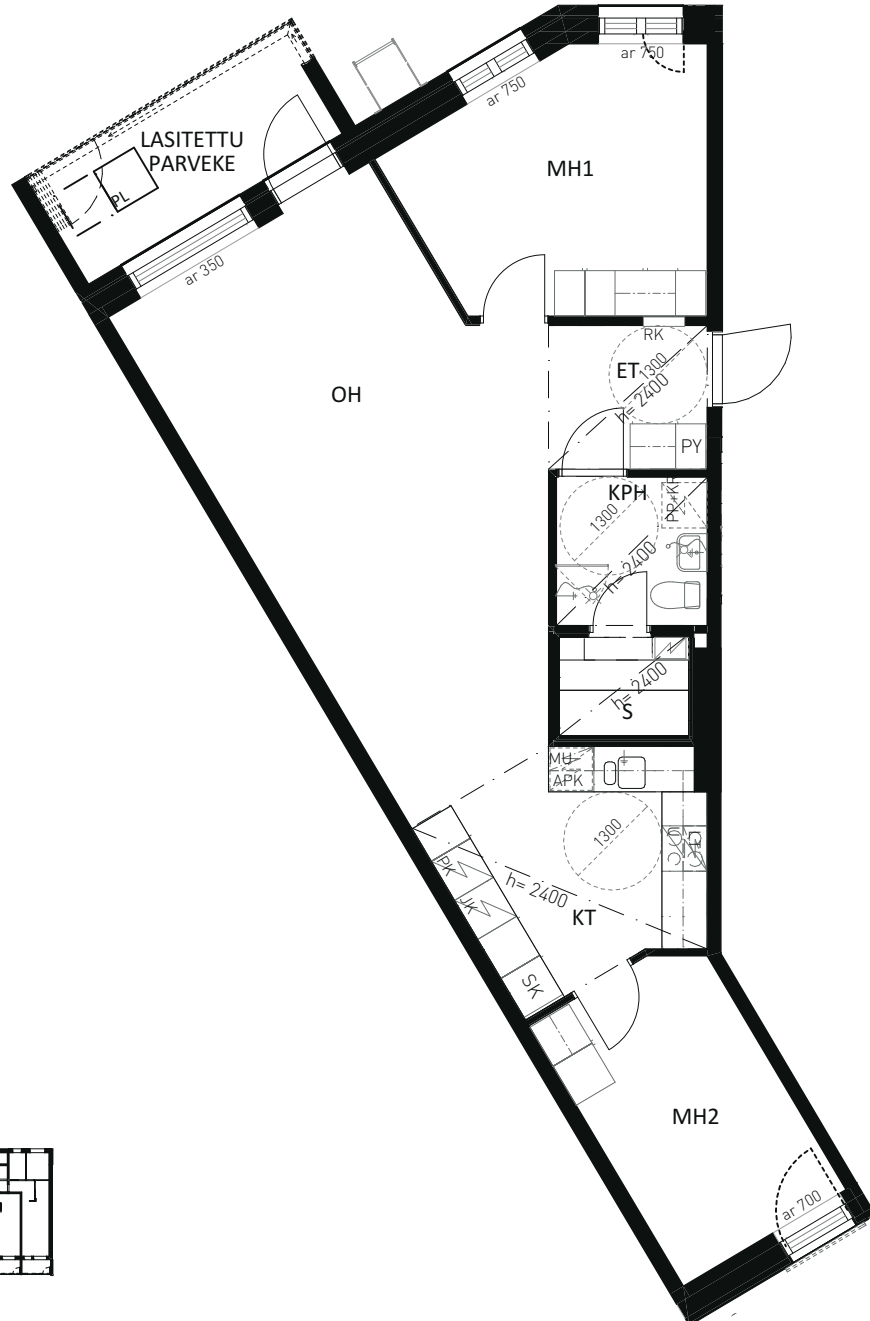 ar 750
ar 750
LASITETTU
PARVEKE
MH1
PL
ar 350
RK
ET
1300
h= 2400
OH
PY
KPH
PP+KR
1300
h= 2400
h= 2400
S
MU
APK
1300
PK
JK
h= 2400
KT
SK
MH2
ar 700